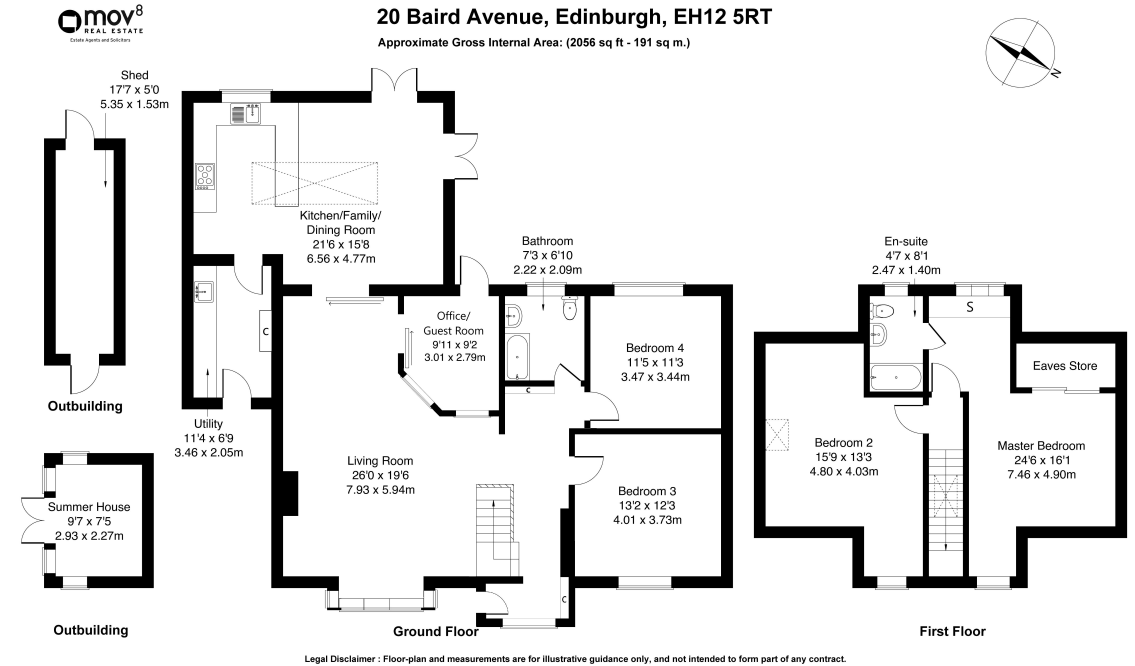 mov8
REAL ESTATE
Estate Agents and Solicitors
20 Baird Avenue, Edinburgh, EH12 5RT
Approximate Gross Internal Area: (2056 sq ft - 191 sq m.)
N
Shed
17'7 x 5'0
5.35 x 1.53m
Outbuilding
Summer House
9'7 x 7'5
2.93 x 2.27m
Outbuilding
Kitchen/Family/
Dining Room
21'6 x 15'8
6.56 x 4.77m
C
Utility
11'4 x 6'9
3.46 x 2.05m
Office/
Guest Room
9'11 x 9'2
3.01 x 2.79m
Bathroom
7'3 x 6'10
2.22 x 2.09m
C
Bedroom 4
11'5 x 11'3
3.47 x 3.44m
Living Room
26'0 x 19'6
7.93 x 5.94m
Bedroom 3
13'2 x 12'3
4.01 x 3.73m
C
Ground Floor
En-suite
4'7 x 8'1
2.47 x 1.40m
S
Eaves Store
Bedroom 2
15'9 x 13'3
4.80 x 4.03m
Master Bedroom
24'6 x 16'1
7.46 x 4.90m
First Floor
Legal Disclaimer : Floor-plan and measurements are for illustrative guidance only, and not intended to form part of any contract.